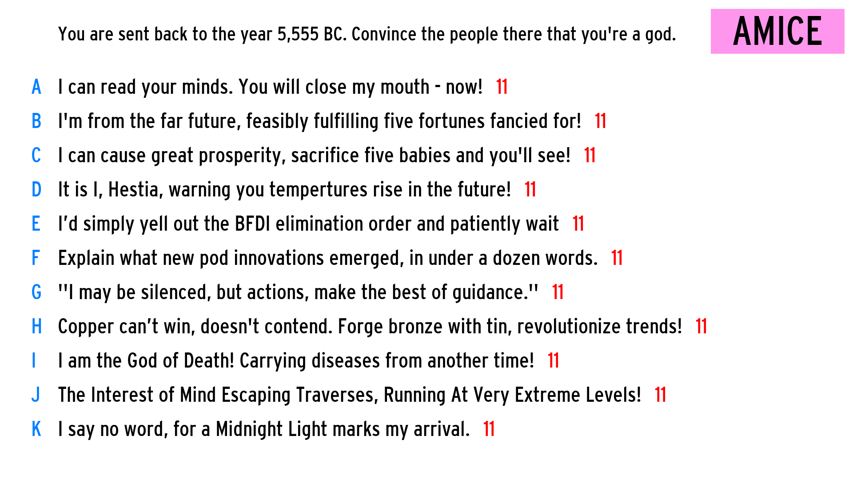 You are sent back to the year 5,555 BC. Convince the people there that you're a god.
AMICE
A I can read your minds. You will close my mouth - now! 11
B I'm from the far future, feasibly fulfilling five fortunes fancied for! 11
C I can cause great prosperity, sacrifice five babies and you'll see! 11
D It is I, Hestia, warning you tempertures rise in the future! 11
E I’d simply yell out the BFDI elimination order and patiently wait 11
F Explain what new pod innovations emerged, in under a dozen words. 11
G "I may be silenced, but actions, make the best of guidance." 11
H Copper can’t win, doesn't contend. Forge bronze with tin, revolutionize trends! 11
I I am the God of Death! Carrying diseases from another time! 11
J The Interest of Mind Escaping Traverses, Running At Very Extreme Levels! 11
K I say no word, for a Midnight Light marks my arrival. 11